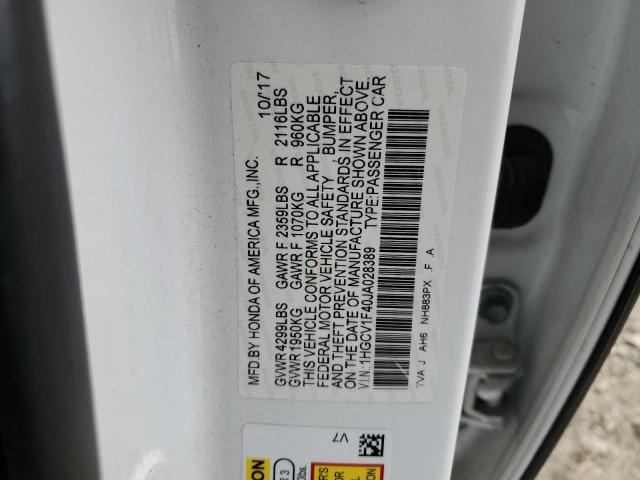 MFD.BY HONDA OF AMERICA MFG.,INC. 10/17
GVWR 4299LBS GAWR F 2359LBS R 2116LBS
GVWR 1950KG GAWR F 1070KG R 960KG
THIS VEHICLE CONFORMS TO ALL APPLICABLE
FEDERAL MOTOR VEHICLE SAFETY, BUMPER,
AND THEFT PREVENTION STANDARDS IN EFFECT
ON THE DATE OF MANUFACTURE SHOWN ABOVE.
V.I.N.:1HGCV1F40JA028389 TYPE:PASSENGER CAR
TVA J AH6 NH883PX .F A
V7